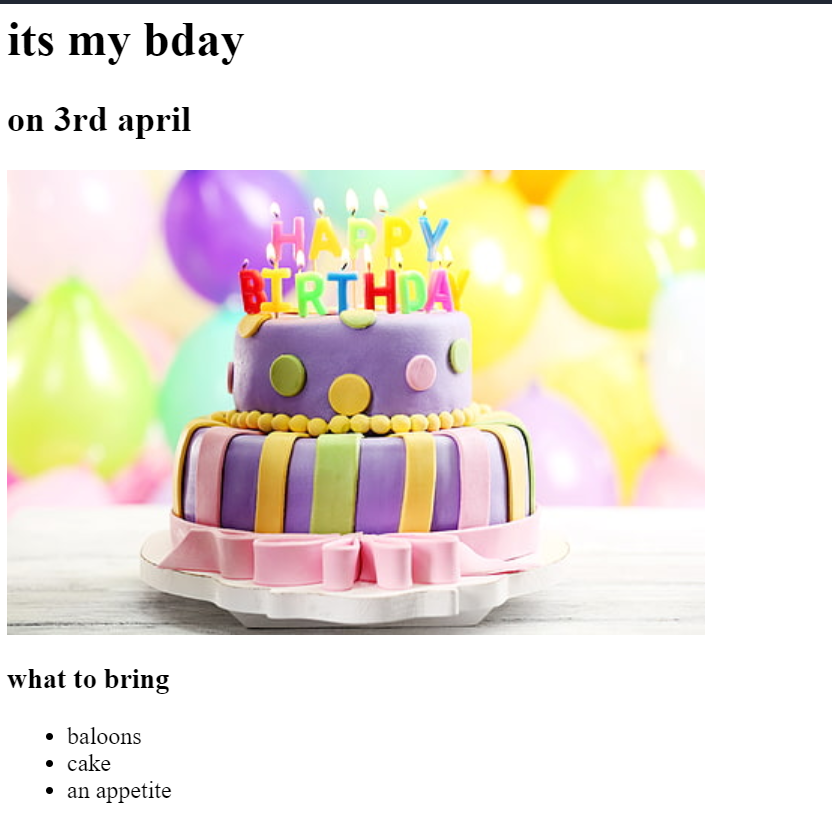 its my bday
on 3rd april
HAPPY
BIRTHDAY
what to bring
baloons
cake
an appetite